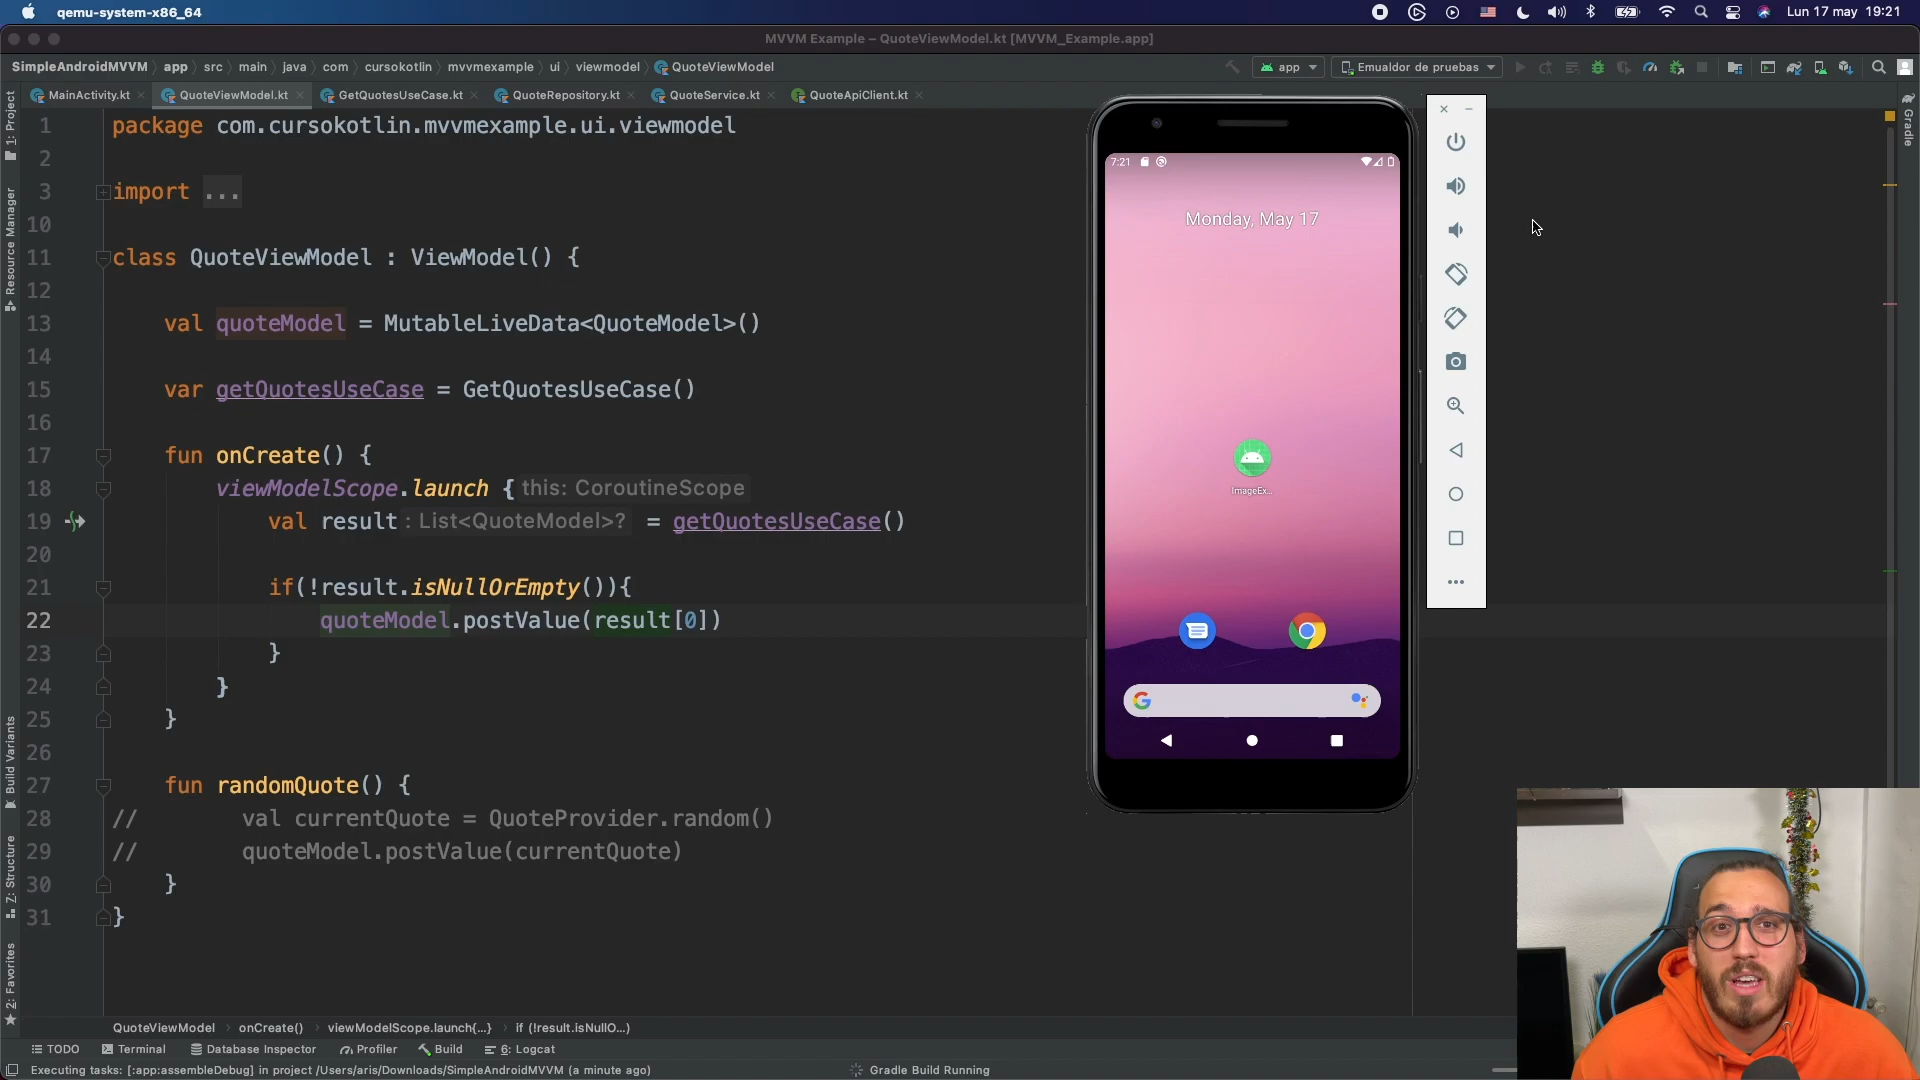 qemu-system-x86_64
Lun 17 may 19:21
MVVM Example – QuoteViewModel.kt [MVVM_Example.app]
SimpleAndroidMVVM app src main java com cursokotlin mvvmexample ui viewmodel QuoteViewModel
app
Emualdor de pruebas
MainActivity.kt
QuoteViewModel.kt
GetQuotesUseCase.kt
QuoteRepository.kt
QuoteService.kt
QuoteApiClient.kt
1: Project
Resource Manager
Build Variants
Z: Structure
2: Favorites
Gradle
1 package com.cursokotlin.mvvmexample.ui.viewmodel
2
3 import ...
10
11 class QuoteViewModel : ViewModel() {
12
13 val quoteModel = MutableLiveData<QuoteModel>()
14
15 var getQuotesUseCase = GetQuotesUseCase()
16
17 fun onCreate() {
18 viewModelScope.launch { this: CoroutineScope
19 val result : List<QuoteModel>? = getQuotesUseCase()
20
21 if(!result.isNullOrEmpty()){
22 quoteModel.postValue(result[0])
23 }
24 }
25 }
26
27 fun randomQuote() {
28 // val currentQuote = QuoteProvider.random()
29 // quoteModel.postValue(currentQuote)
30 }
31 }
7:21
Monday, May 17
ImageEx...
QuoteViewModel onCreate() viewModelScope.launch{...} if (!result.isNullO...)
TODO
Terminal
Database Inspector
Profiler
Build
6: Logcat
Executing tasks: [:app:assembleDebug] in project /Users/aris/Downloads/SimpleAndroidMVVM (a minute ago)
Gradle Build Running